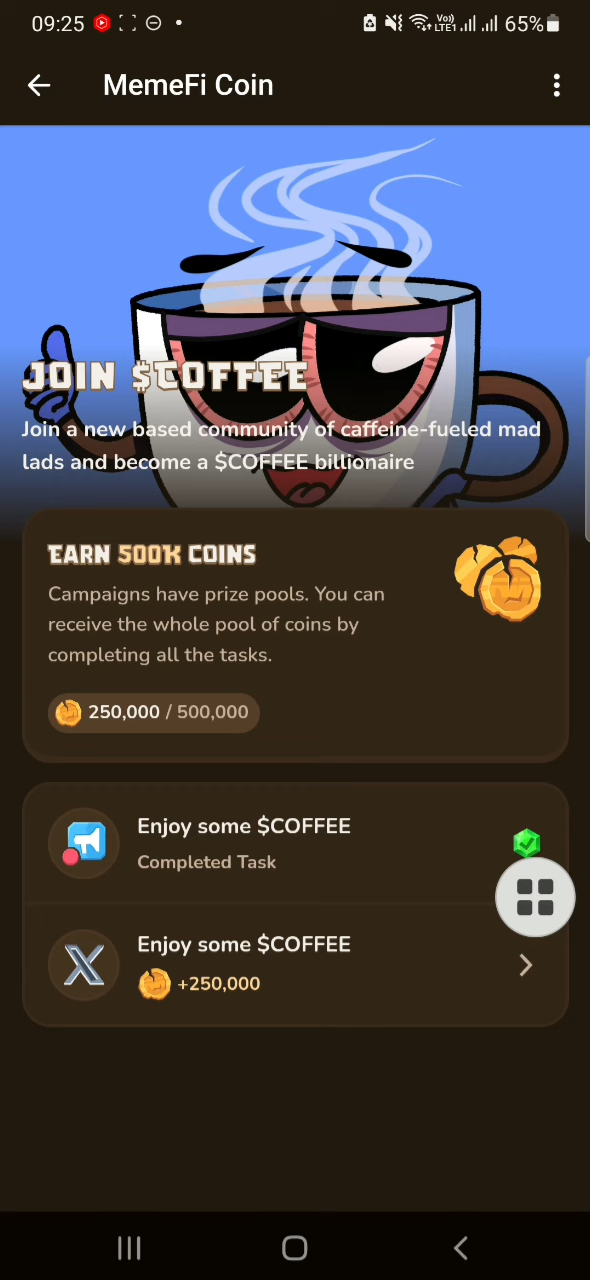 09:25
Vo)) LTE1
65%
MemeFi Coin
JOIN $COFFEE
Join a new based community of caffeine-fueled mad
lads and become a $COFFEE billionaire
EARN 500K COINS
Campaigns have prize pools. You can
receive the whole pool of coins by
completing all the tasks.
250,000 / 500,000
Enjoy some $COFFEE
Completed Task
Enjoy some $COFFEE
+250,000